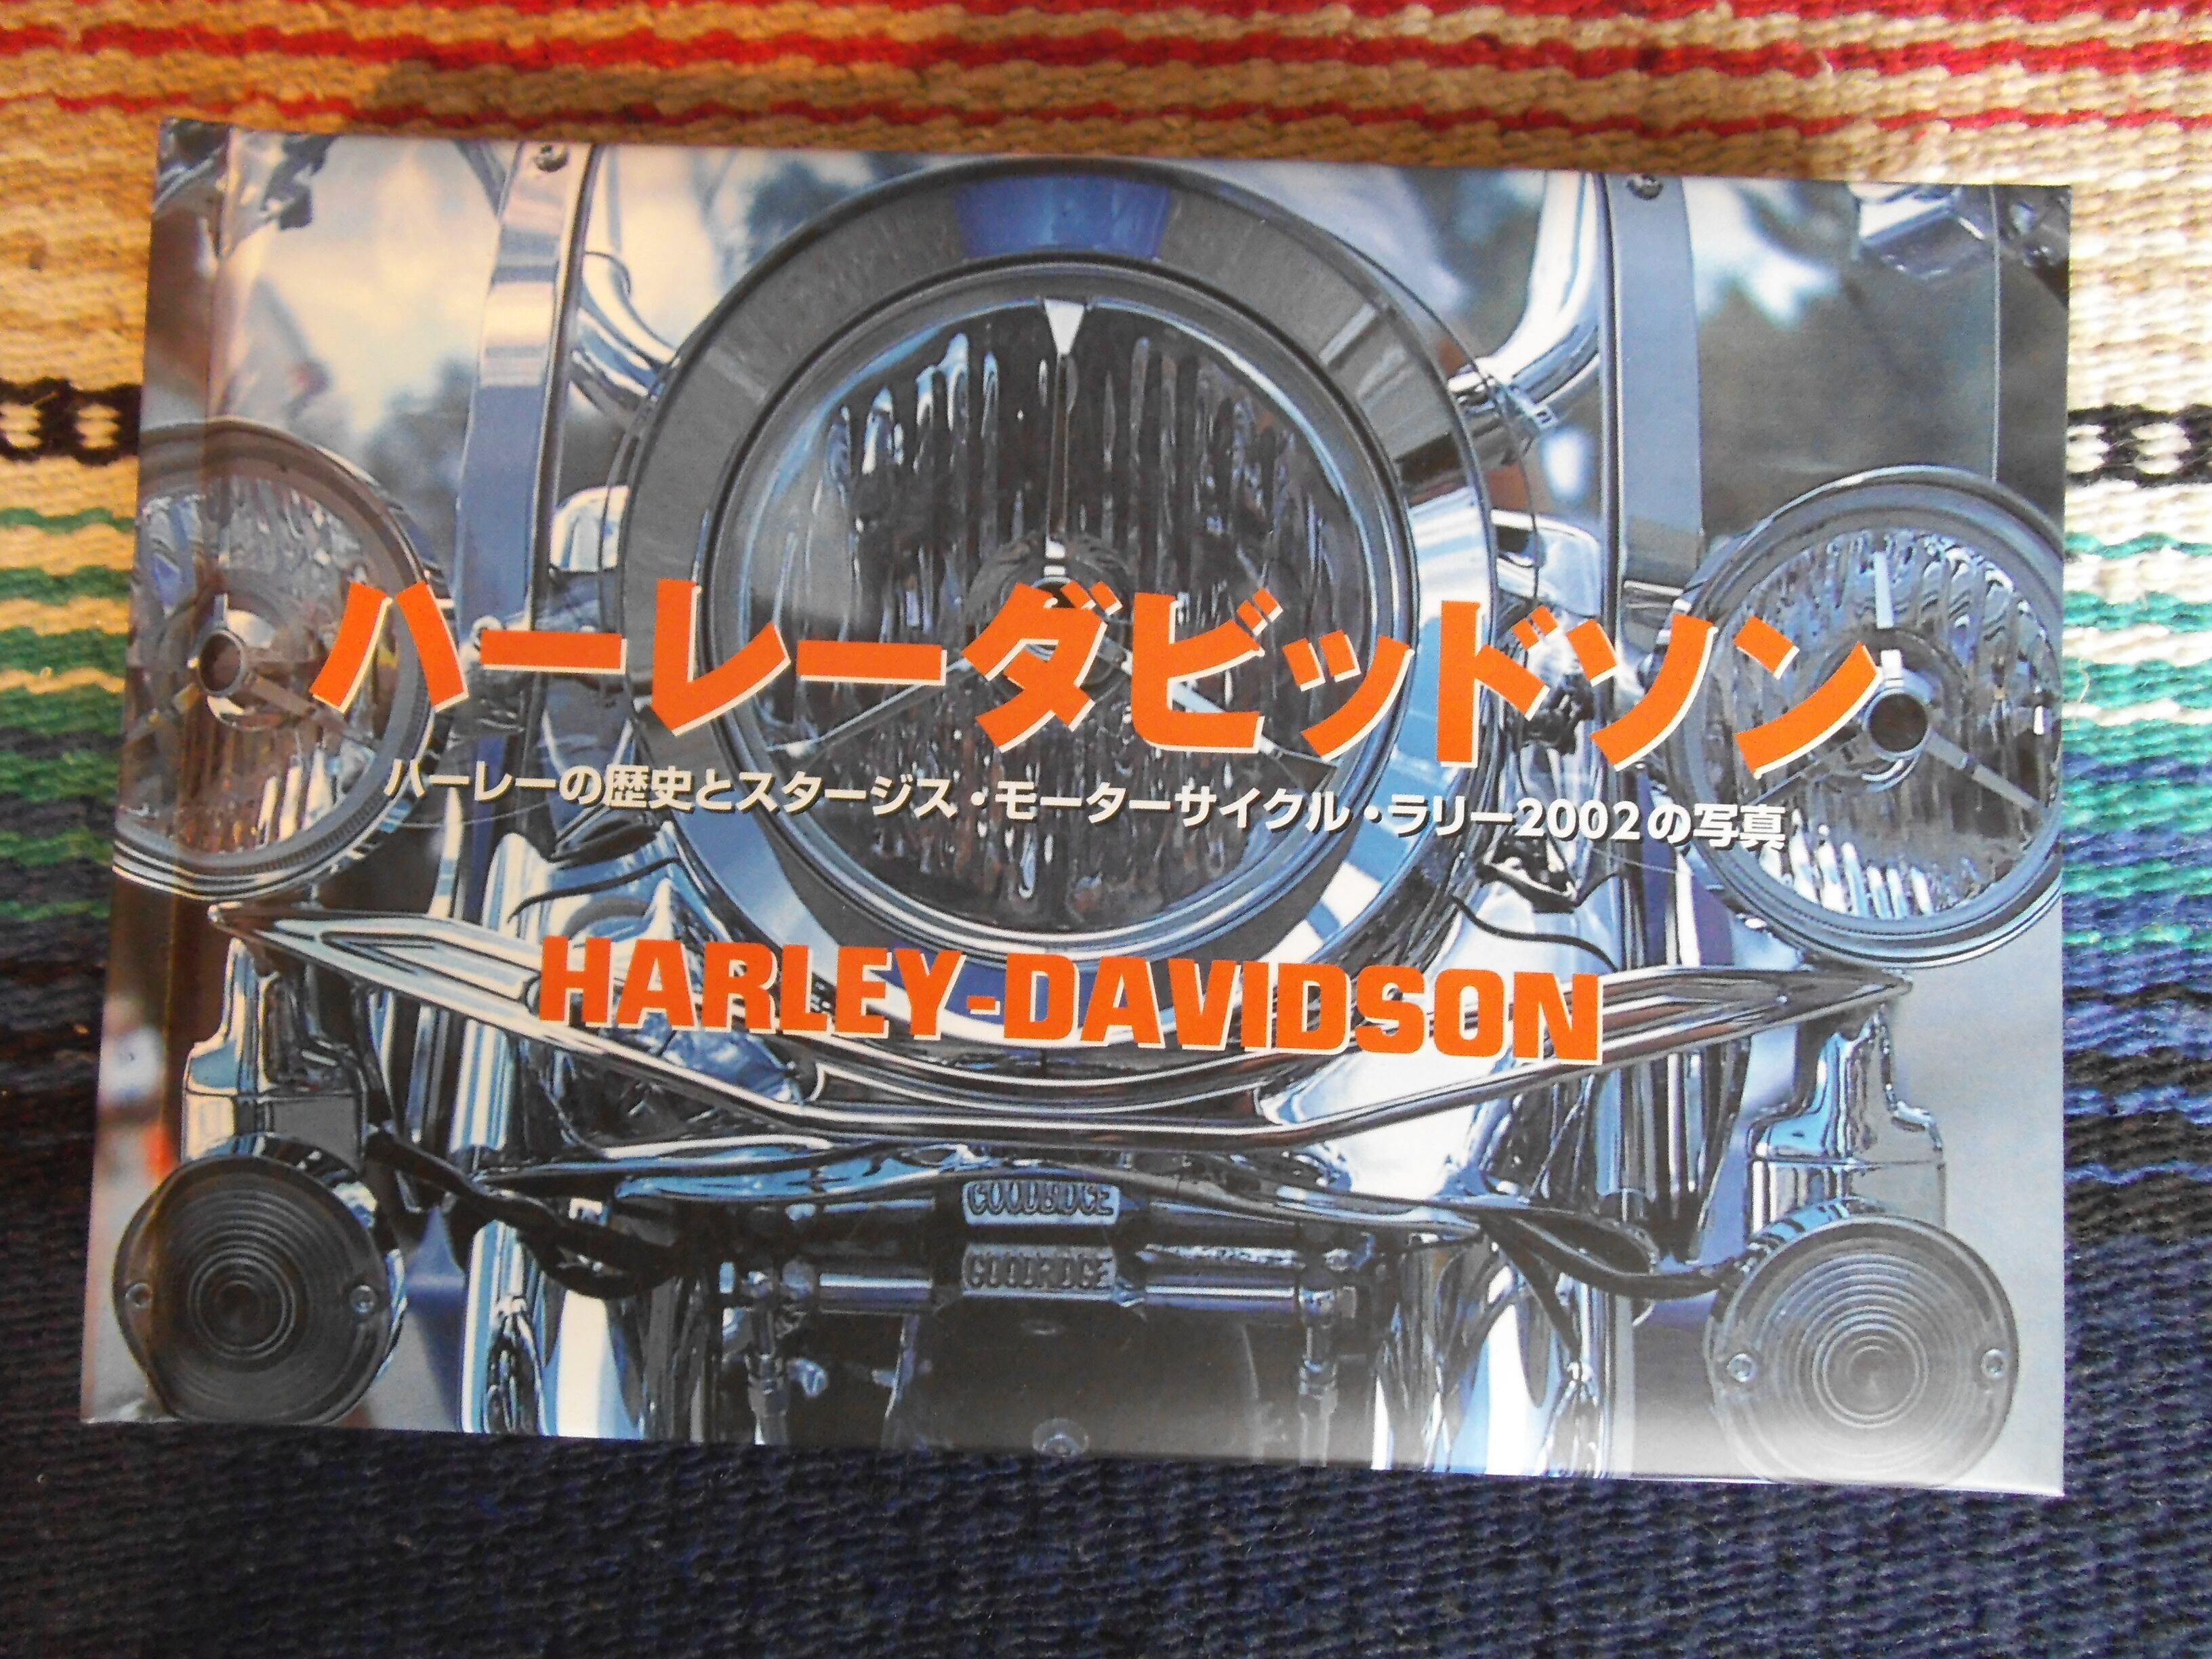 ハーレーダビッドソン
ハーレーの歴史とスタージス・モーターサイクル・ラリー2002の写真
HARLEY-DAVIDSON
GOODRIDGE
GOODRIDGE